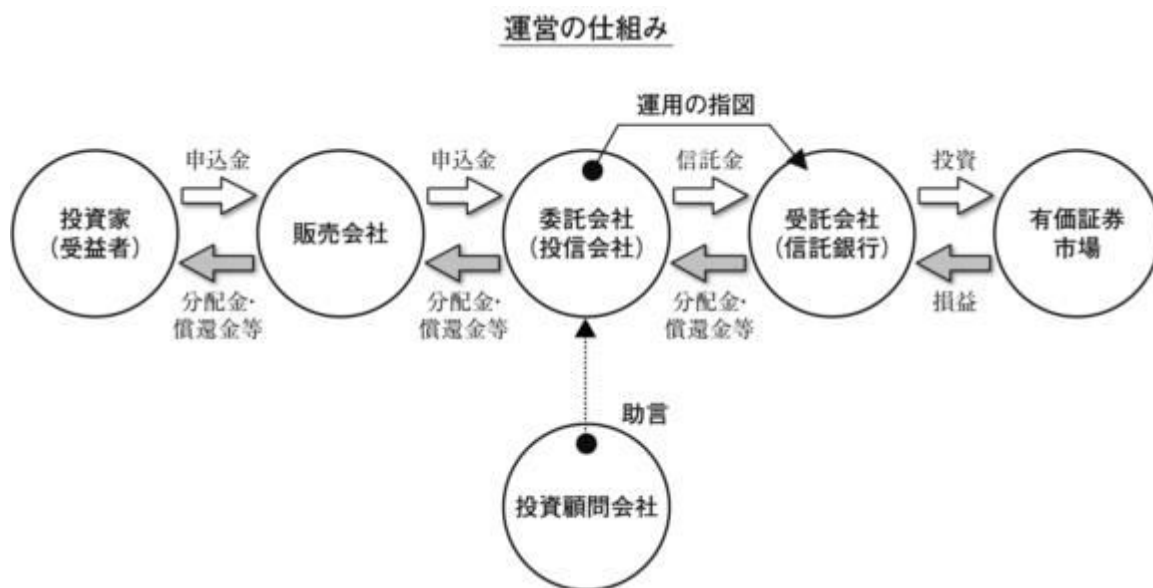 運営の仕組み
運用の指図
申込金
申込金
信託金
投資
投資家
(受益者)
販売会社
委託会社
(投信会社)
受託会社
(信託銀行)
有価証券
市場
分配金・
償還金等
分配金・
償還金等
分配金・
償還金等
損益
助言
投資顧問会社